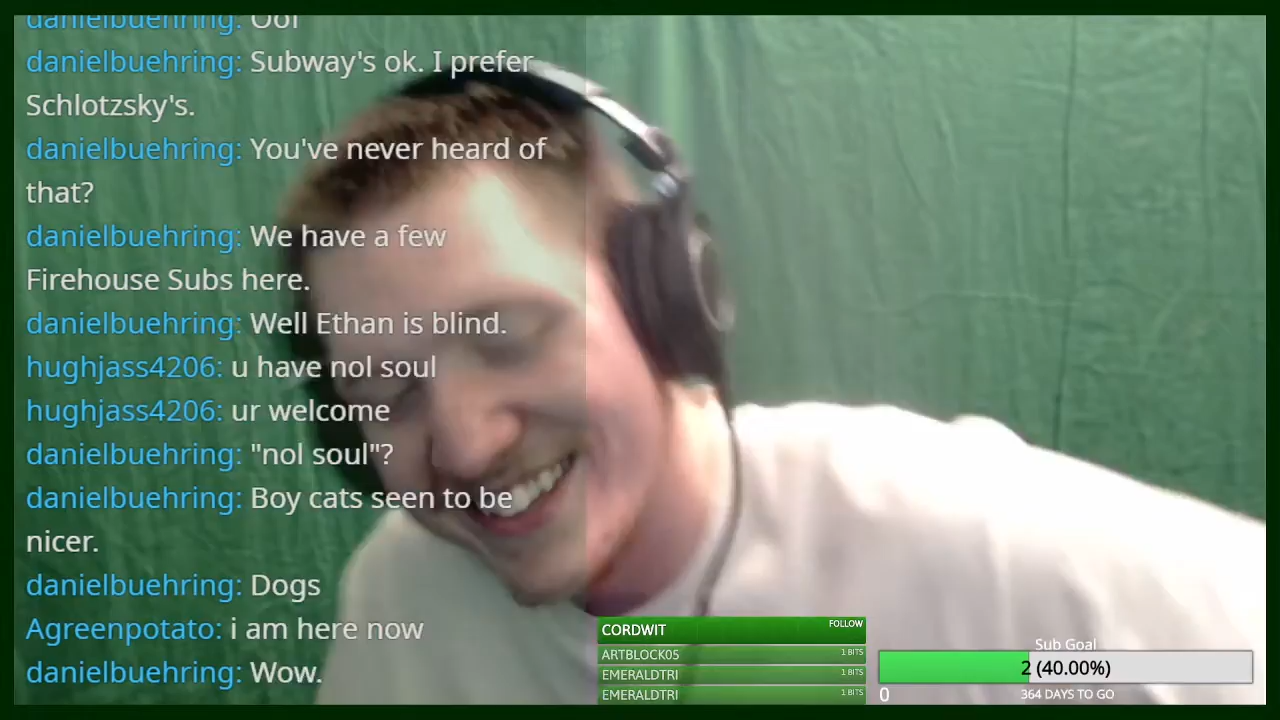 danielbuehring: Oof
danielbuehring: Subway's ok. I prefer
Schlotzsky's.
danielbuehring: You've never heard of
that?
danielbuehring: We have a few
Firehouse Subs here.
danielbuehring: Well Ethan is blind.
hughjass4206: u have nol soul
hughjass4206: ur welcome
danielbuehring: "nol soul"?
danielbuehring: Boy cats seen to be
nicer.
danielbuehring: Dogs
Agreenpotato: i am here now
danielbuehring: Wow.
CORDWIT FOLLOW
ARTBLOCK05 1 BITS
EMERALDTRI 1 BITS
EMERALDTRI 1 BITS
Sub Goal
2 (40.00%)
0 364 DAYS TO GO